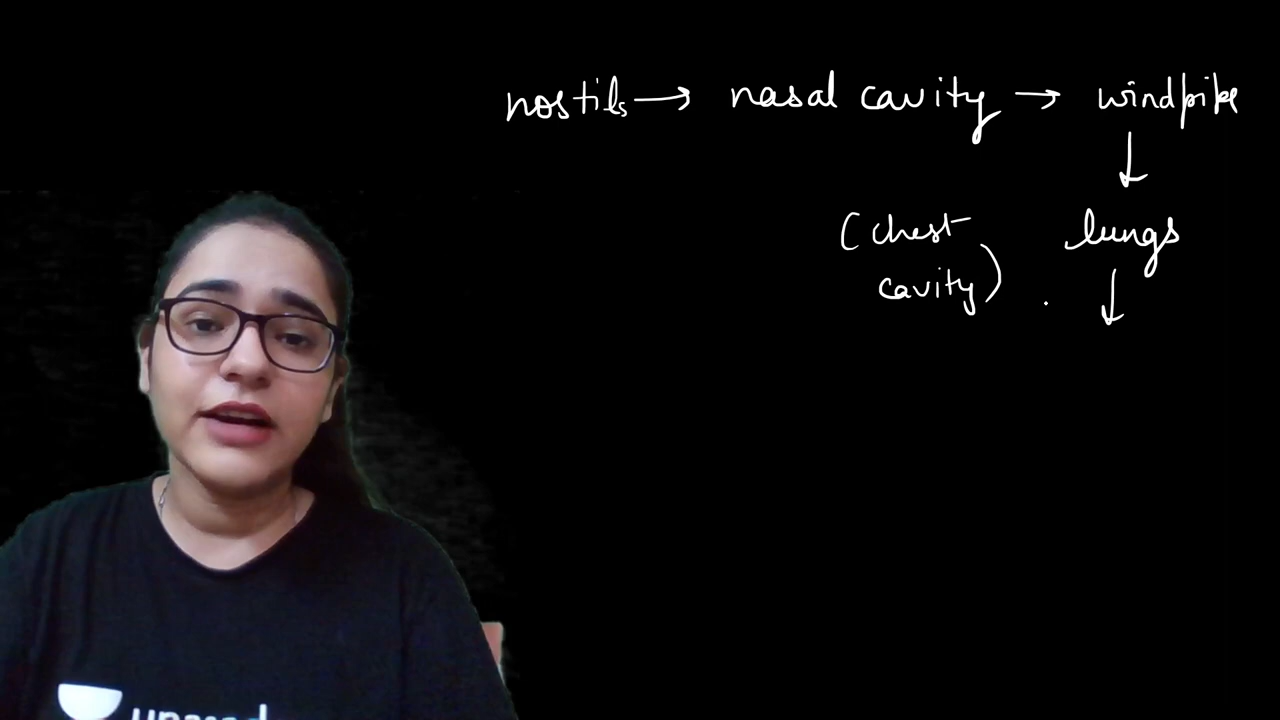 nostils → nasal cavity → windpipe
↓
(chest lungs
cavity) . ↓